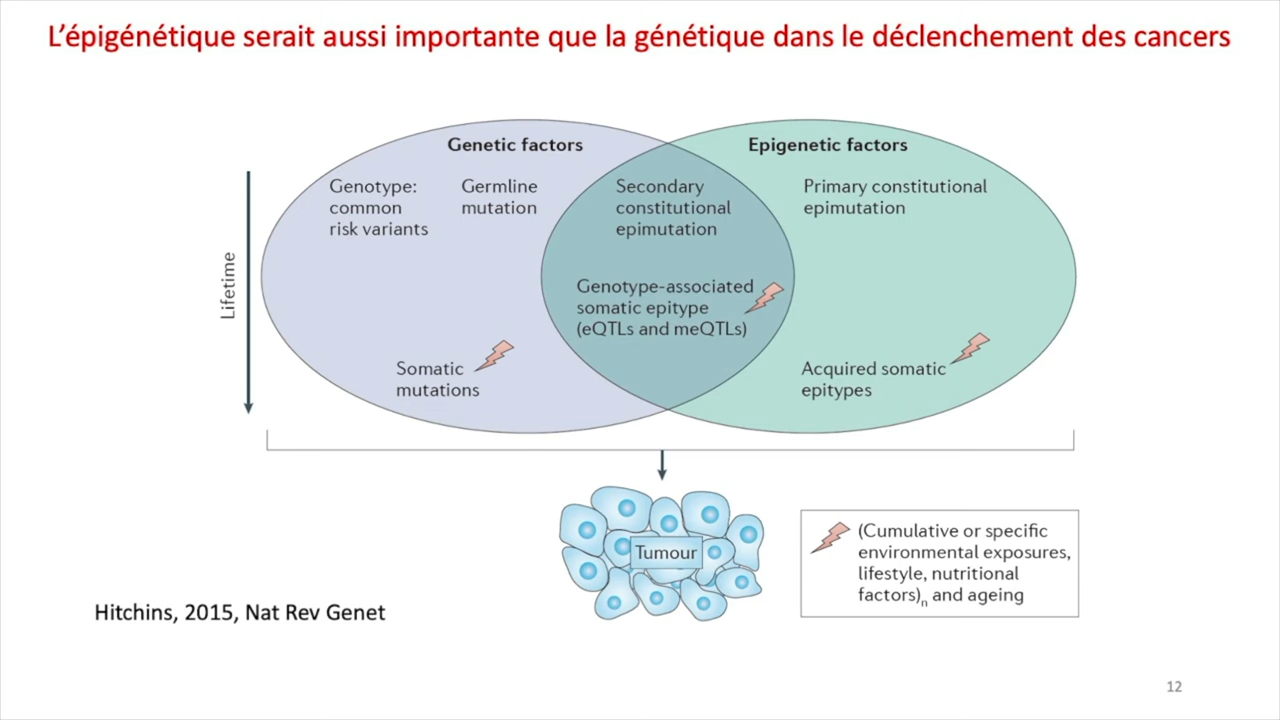 L'épigénétique serait aussi importante que la génétique dans le déclenchement des cancers
Genetic factors
Epigenetic factors
Genotype:
common
risk variants
Germline
mutation
Secondary
constitutional
epimutation
Primary constitutional
epimutation
Lifetime
Genotype-associated
somatic epitype
(eQTLs and meQTLs)
Somatic
mutations
Acquired somatic
epitypes
Tumour
(Cumulative or specific
environmental exposures,
lifestyle, nutritional
factors)n and ageing
Hitchins, 2015, Nat Rev Genet
12